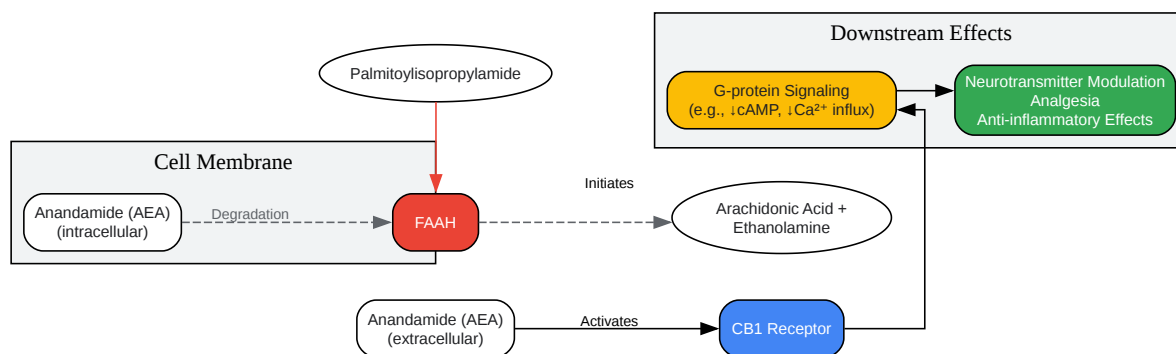 Downstream Effects
Palmitoylisopropylamide
G-protein Signaling
(e.g., ↓cAMP, ↓Ca²⁺ influx)
Neurotransmitter Modulation
Analgesia
Anti-inflammatory Effects
Cell Membrane
Anandamide (AEA)
(intracellular)
Degradation
FAAH
Initiates
Arachidonic Acid +
Ethanolamine
Anandamide (AEA)
(extracellular)
Activates
CB1 Receptor